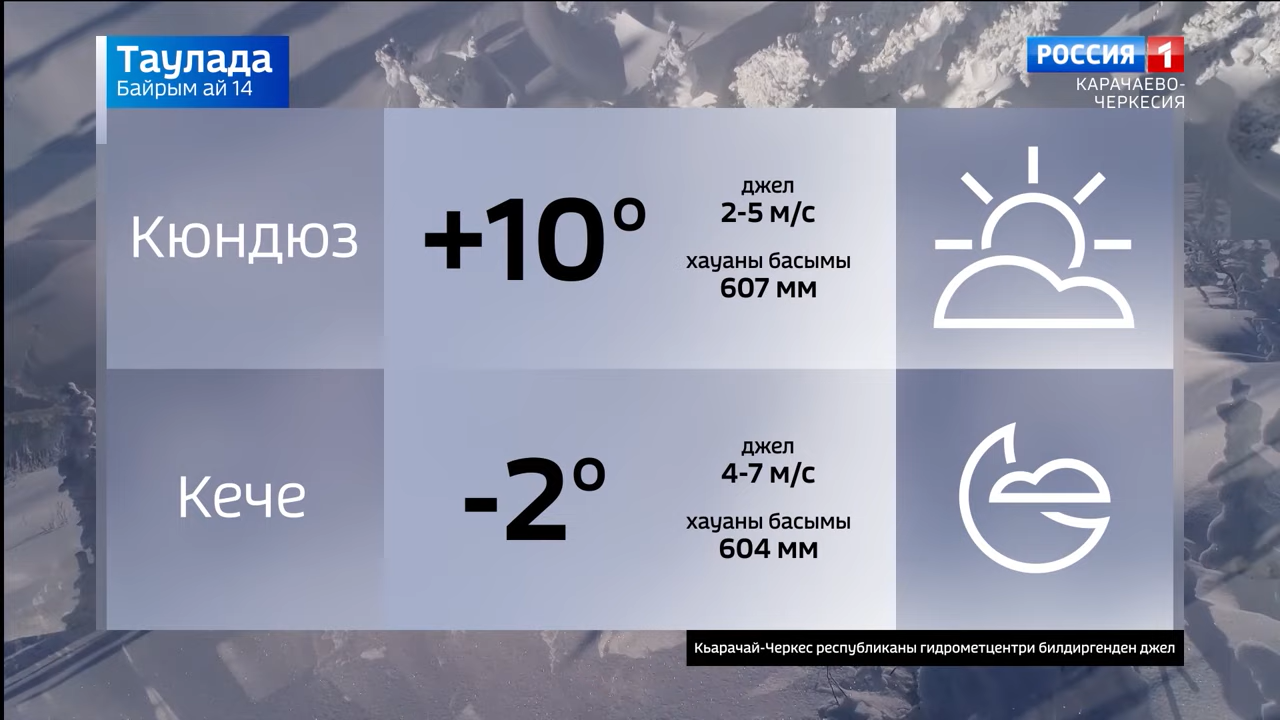 Таулада
Байрым ай 14
РОССИЯ 1
КАРАЧАЕВО-
ЧЕРКЕСИЯ
Кюндюз
+10°
джел
2-5 м/с
хауаны басымы
607 мм
Кече
-2°
джел
4-7 м/с
хауаны басымы
604 мм
Кьарачай-Черкес республиканы гидрометцентри билдиргенден джел